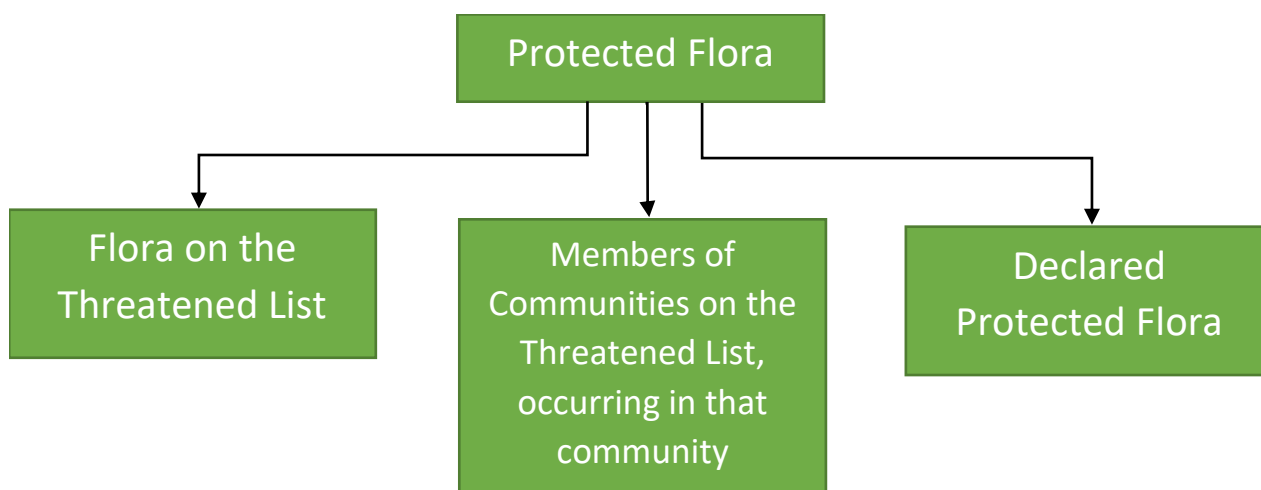 Protected Flora
Flora on the
Threatened List
Members of
Communities on the
Threatened List,
occurring in that
community
Declared
Protected Flora